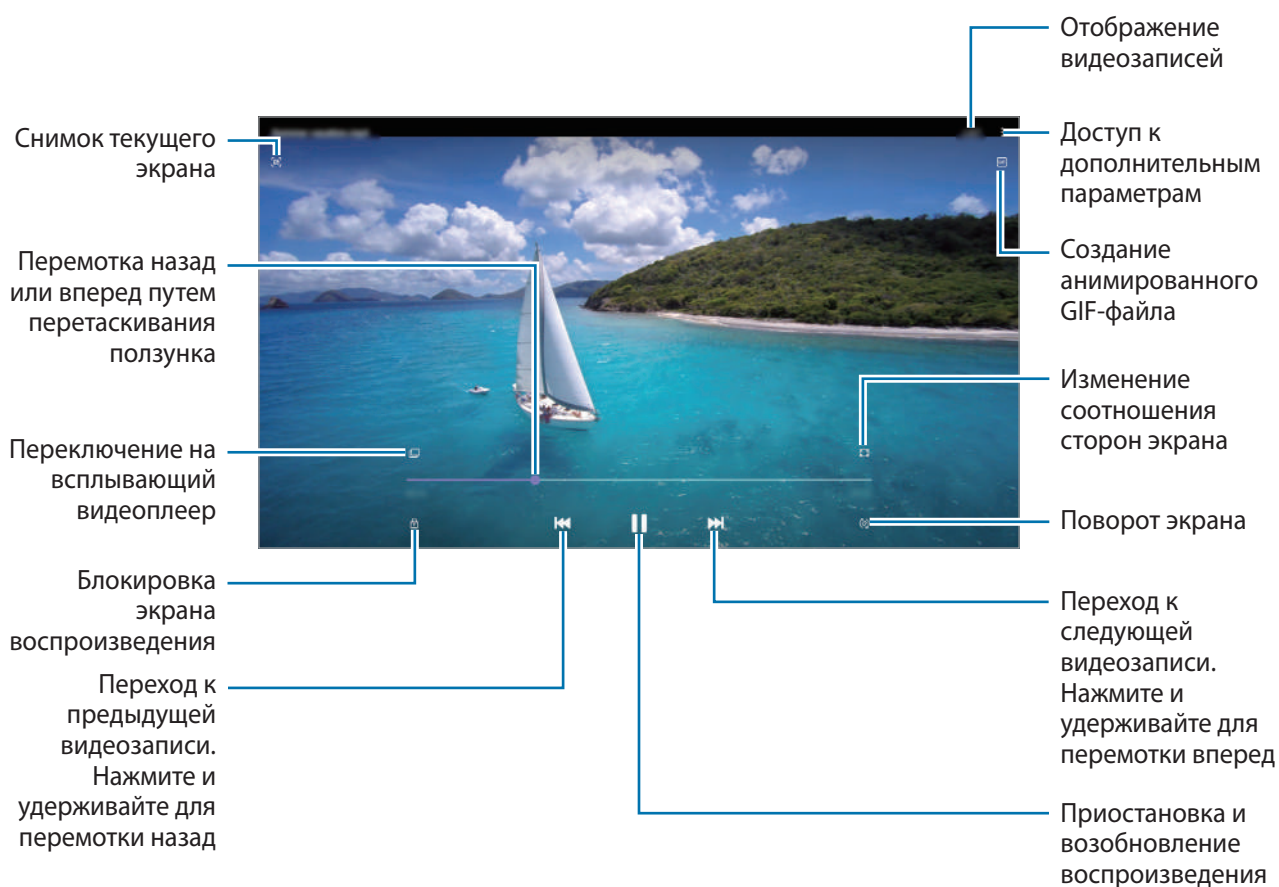 Отображение
видеозаписей
Снимок текущего
экрана
Доступ к
дополнительным
параметрам
Перемотка назад
или вперед путем
перетаскивания
ползунка
Создание
анимированного
GIF-файла
Изменение
соотношения
сторон экрана
Переключение на
всплывающий
видеоплеер
Поворот экрана
Блокировка
экрана
воспроизведения
Переход к
следующей
видеозаписи.
Нажмите и
удерживайте для
перемотки вперед
Переход к
предыдущей
видеозаписи.
Нажмите и
удерживайте для
перемотки назад
Приостановка и
возобновление
воспроизведения